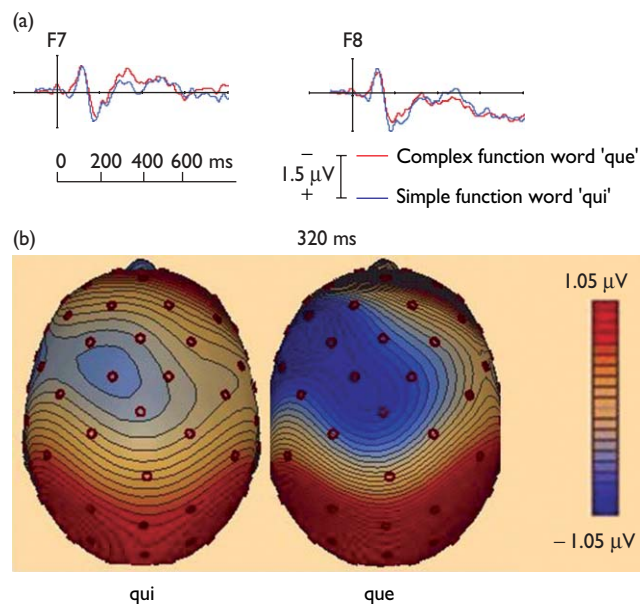 (a)
F7
F8
0 200 400 600 ms
−
1.5 µV
+
Complex function word 'que'
Simple function word 'qui'
(b)
320 ms
1.05 µV
− 1.05 µV
qui
que